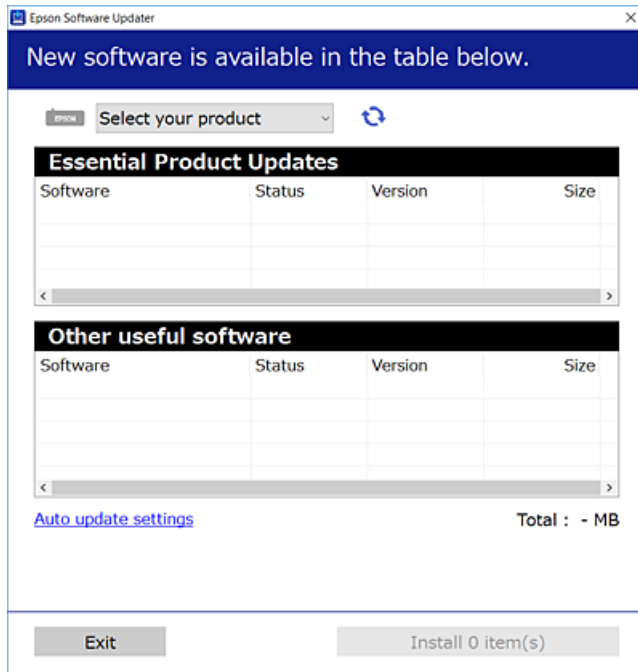 Epson Software Updater
New software is available in the table below.
EPSON Select your product
Essential Product Updates
Software Status Version Size
Other useful software
Software Status Version Size
Auto update settings Total : - MB
Exit Install 0 item(s)